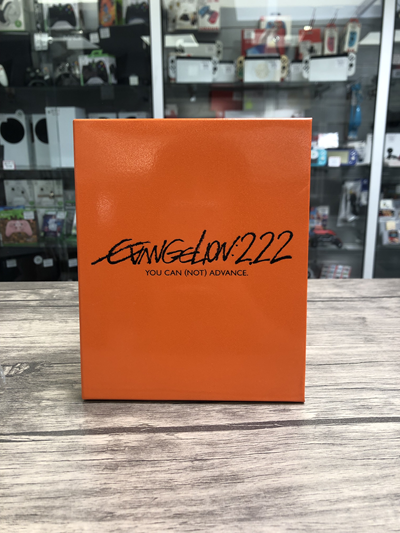 EVANGELION:2.22
YOU CAN (NOT) ADVANCE.